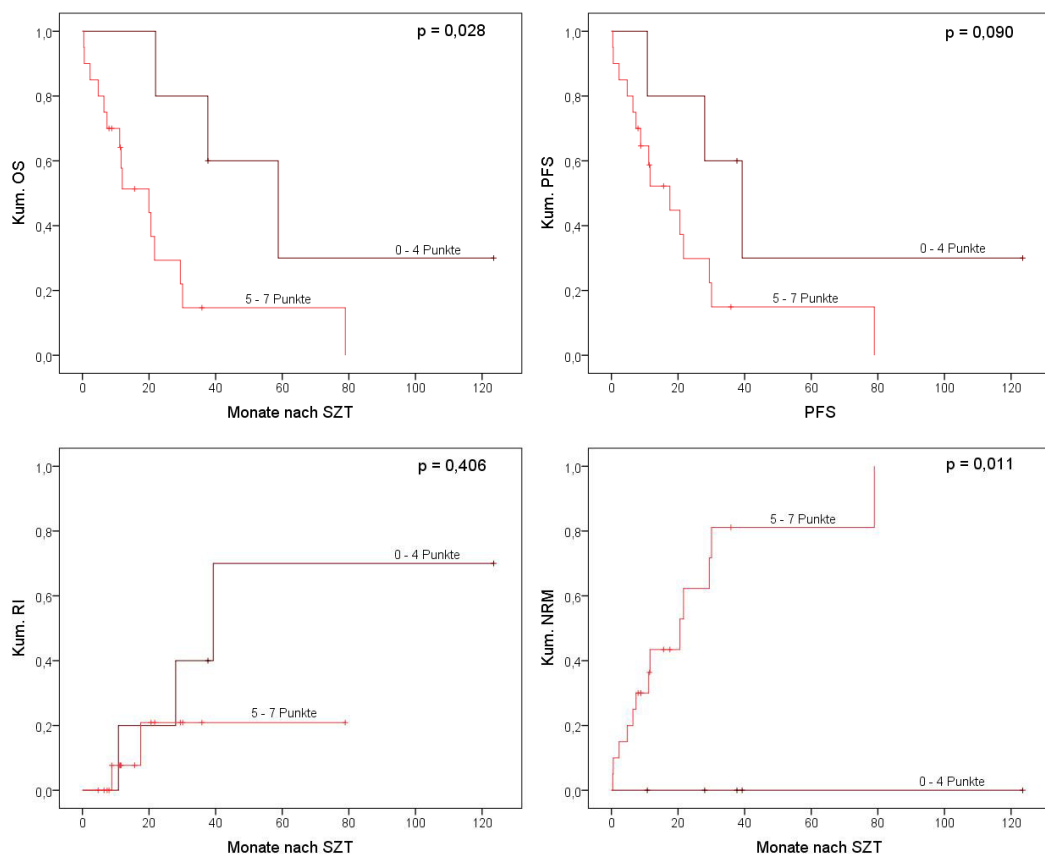 p = 0,028
1,0
0,8
0,6
0,4
0,2
0,0
Kum. OS
0 - 4 Punkte
5 - 7 Punkte
0 20 40 60 80 100 120
Monate nach SZT
p = 0,090
1,0
0,8
0,6
0,4
0,2
0,0
Kum. PFS
0 - 4 Punkte
5 - 7 Punkte
0 20 40 60 80 100 120
PFS
p = 0,406
1,0
0,8
0,6
0,4
0,2
0,0
Kum. RI
0 - 4 Punkte
5 - 7 Punkte
0 20 40 60 80 100 120
Monate nach SZT
p = 0,011
1,0
0,8
0,6
0,4
0,2
0,0
Kum. NRM
5 - 7 Punkte
0 - 4 Punkte
0 20 40 60 80 100 120
Monate nach SZT